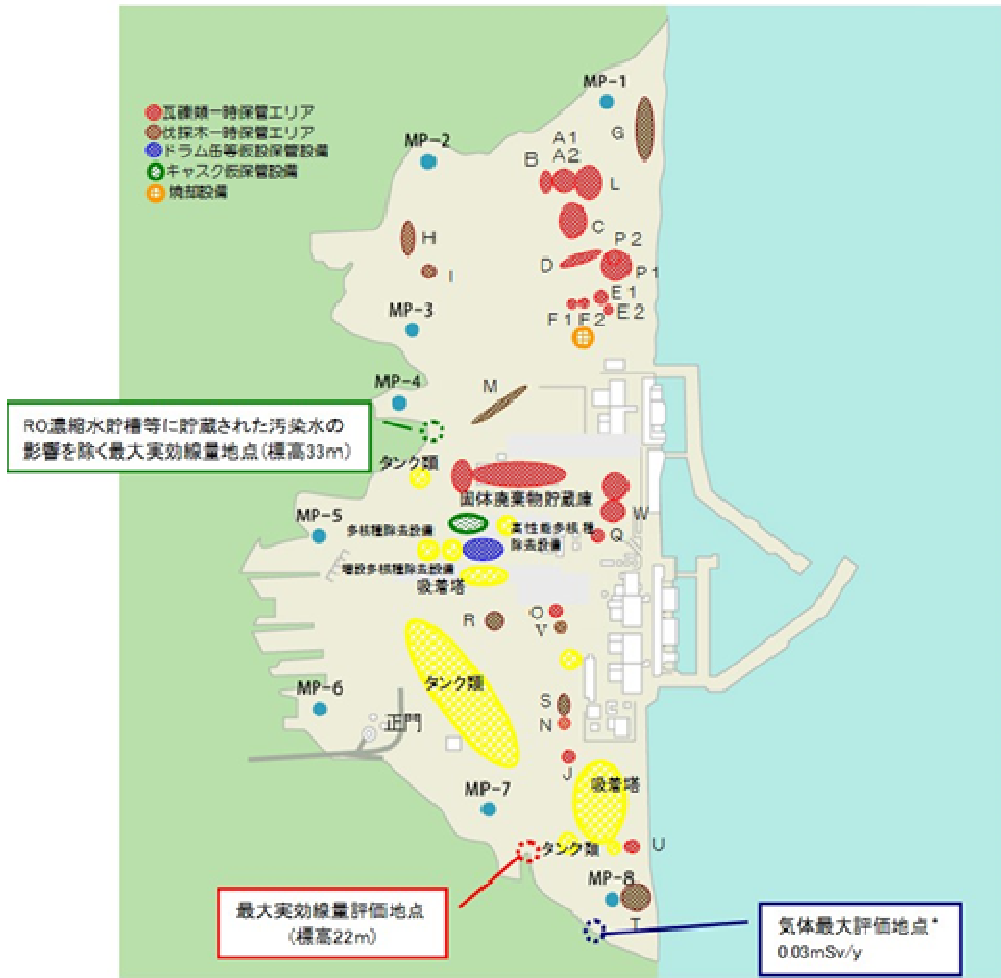 MP-1
瓦礫類一時保管エリア
伐採木一時保管エリア
ドラム缶等仮設保管設備
キャスク仮保管設備
焼却設備
MP-2
G
A1
A2
B
L
C
P2
H
D
P1
I
E1
E2
F1
F2
MP-3
MP-4
M
RO濃縮水貯槽等に貯蔵された汚染水の
影響を除く最大実効線量地点(標高33m)
タンク類
固体廃棄物貯蔵庫
W
MP-5
多核種除去設備
高性能多核種
除去設備
Q
増設多核種除去設備
吸着塔
O
R
V
タンク類
MP-6
S
正門
N
J
MP-7
吸着塔
タンク類
U
MP-8
最大実効線量評価地点
(標高22m)
T
気体最大評価地点*
0.03mSv/y